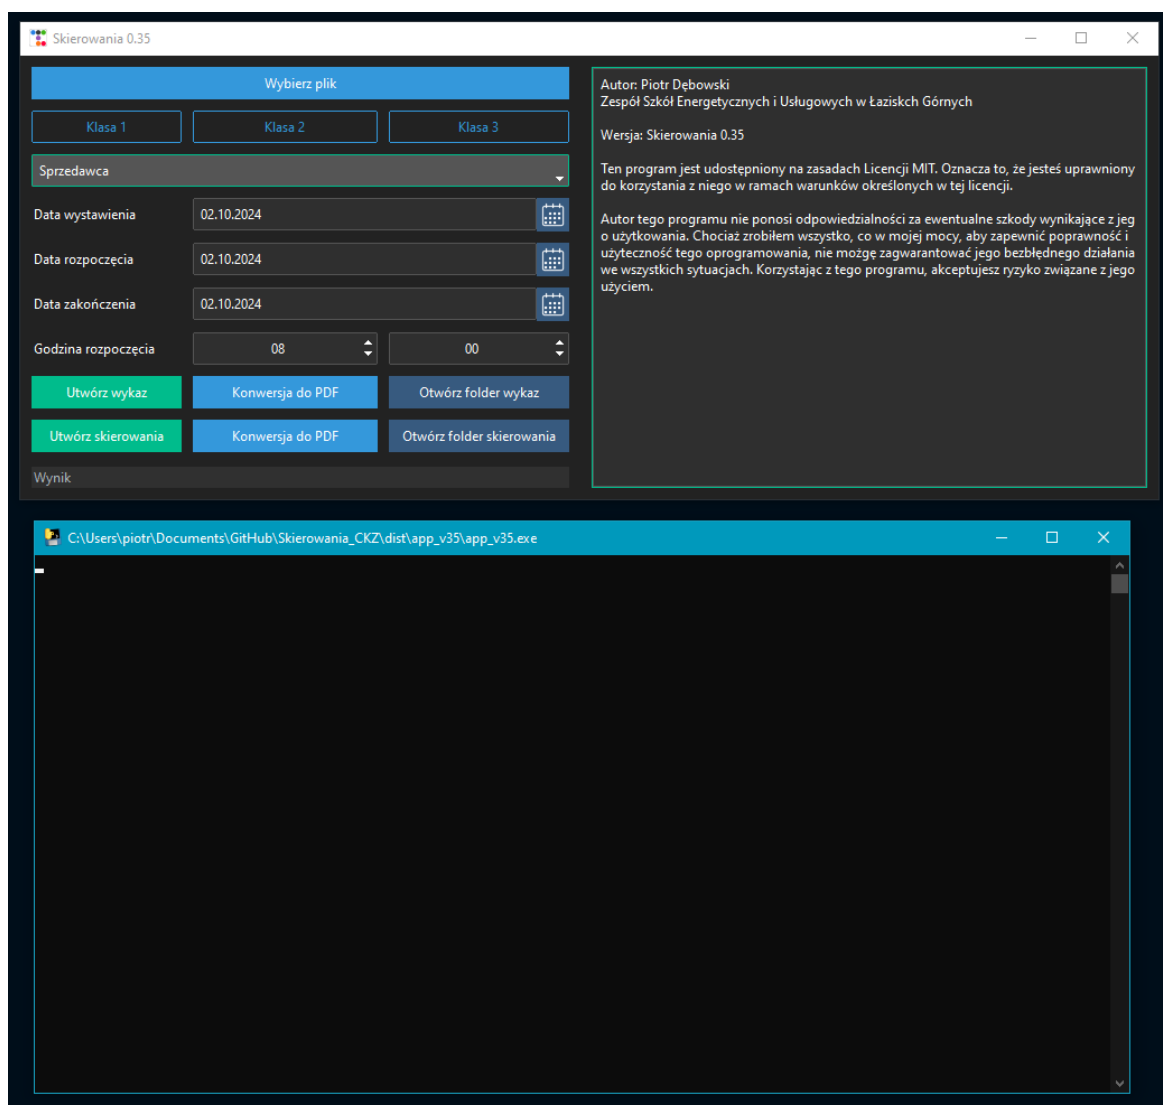 Skierowania 0.35
Wybierz plik
Klasa 1 Klasa 2 Klasa 3
Sprzedawca
Data wystawienia 02.10.2024
Data rozpoczęcia 02.10.2024
Data zakończenia 02.10.2024
Godzina rozpoczęcia 08 00
Utwórz wykaz Konwersja do PDF Otwórz folder wykaz
Utwórz skierowania Konwersja do PDF Otwórz folder skierowania
Wynik
Autor: Piotr Dębowski
Zespół Szkół Energetycznych i Usługowych w Łaziskch Górnych
Wersja: Skierowania 0.35
Ten program jest udostępniony na zasadach Licencji MIT. Oznacza to, że jesteś uprawniony
do korzystania z niego w ramach warunków określonych w tej licencji.
Autor tego programu nie ponosi odpowiedzialności za ewentualne szkody wynikające z jeg
o użytkowania. Chociaż zrobiłem wszystko, co w mojej mocy, aby zapewnić poprawność i
użyteczność tego oprogramowania, nie możgę zagwarantować jego bezbłędnego działania
we wszystkich sytuacjach. Korzystając z tego programu, akceptujesz ryzyko związane z jego
użyciem.
C:\Users\piotr\Documents\GitHub\Skierowania_CKZ\dist\app_v35\app_v35.exe